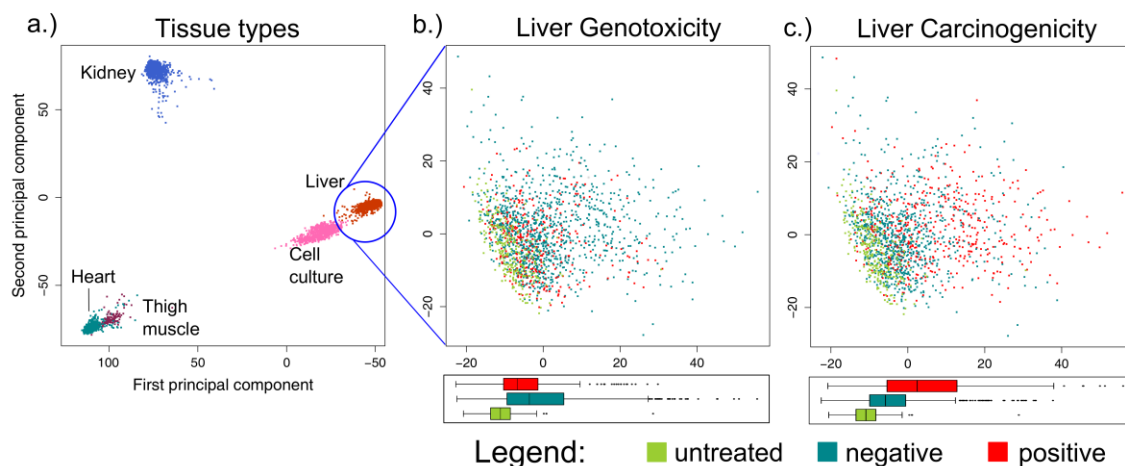 a.) Tissue types
b.) Liver Genotoxicity
c.) Liver Carcinogenicity
Second principal component
50
0
−50
Kidney
Liver
Cell
culture
Heart
Thigh
muscle
100 50 0 −50
First principal component
40
20
0
−20
−20 0 20 40
40
20
0
−20
−20 0 20 40
Legend: untreated negative positive